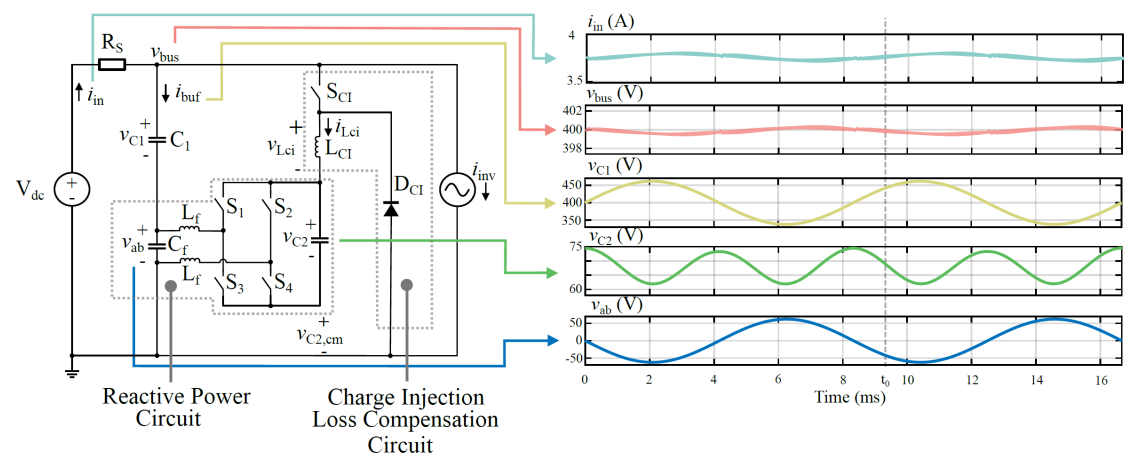 R_S
v_bus
i_in
i_buf
S_CI
+
v_C1
-
C_1
+
v_Lci
-
i_Lci
L_CI
V_dc
+
-
D_CI
i_inv
L_f
S_1
S_2
+
v_ab
-
C_f
L_f
+
v_C2
-
S_3
S_4
+
v_C2,cm
-
Reactive Power
Circuit
Charge Injection
Loss Compensation
Circuit
i_in (A)
4
3.5
v_bus (V)
402
400
398
v_C1 (V)
450
400
350
v_C2 (V)
75
60
v_ab (V)
50
0
-50
0 2 4 6 8 t_0 10 12 14 16
Time (ms)